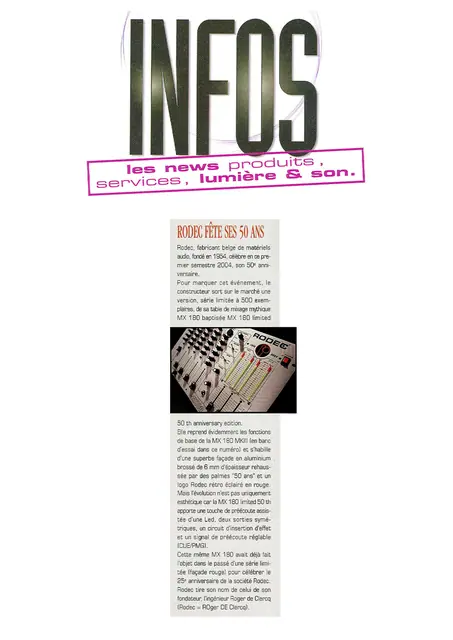 INFOS
les news produits,
services, lumière & son.
RODEC FÊTE SES 50 ANS
Rodec, fabricant belge de matériels
audio, fondé en 1954, célèbre en ce pre-
mier semestre 2004, son 50e anni-
versaire.
Pour marquer cet événement, le
constructeur sort sur le marché une
version, série limitée à 500 exem-
plaires, de sa table de mixage mythique
MX 180 baptisée MX 180 limited
RODEC
50 th anniversary edition.
Elle reprend évidemment les fonctions
de base de la MX 180 MKIII (les banc
d'essai dans ce numéro) et s'habille
d'une superbe façade en aluminium
brossé de 6 mm d'épaisseur rehaus-
sée par des palmes "50 ans" et un
logo Rodec rétro éclairé en rouge.
Mais l'évolution n'est pas uniquement
esthétique car la MX 180 limited 50 th
apporte une touche de préécoute assis-
tée d'une Led, deux sorties symé-
triques, un circuit d'insertion d'effet
et un signal de préécoute réglable
(CUE/PMG).
Cette même MX 180 avait déjà fait
l'objet dans le passé d'une série limi-
tée (façade rouge) pour célébrer le
25e anniversaire de la société Rodec.
Rodec tire son nom de celui de son
fondateur, l'ingénieur Roger de Clercq
(Rodec = ROger DE Clercq).